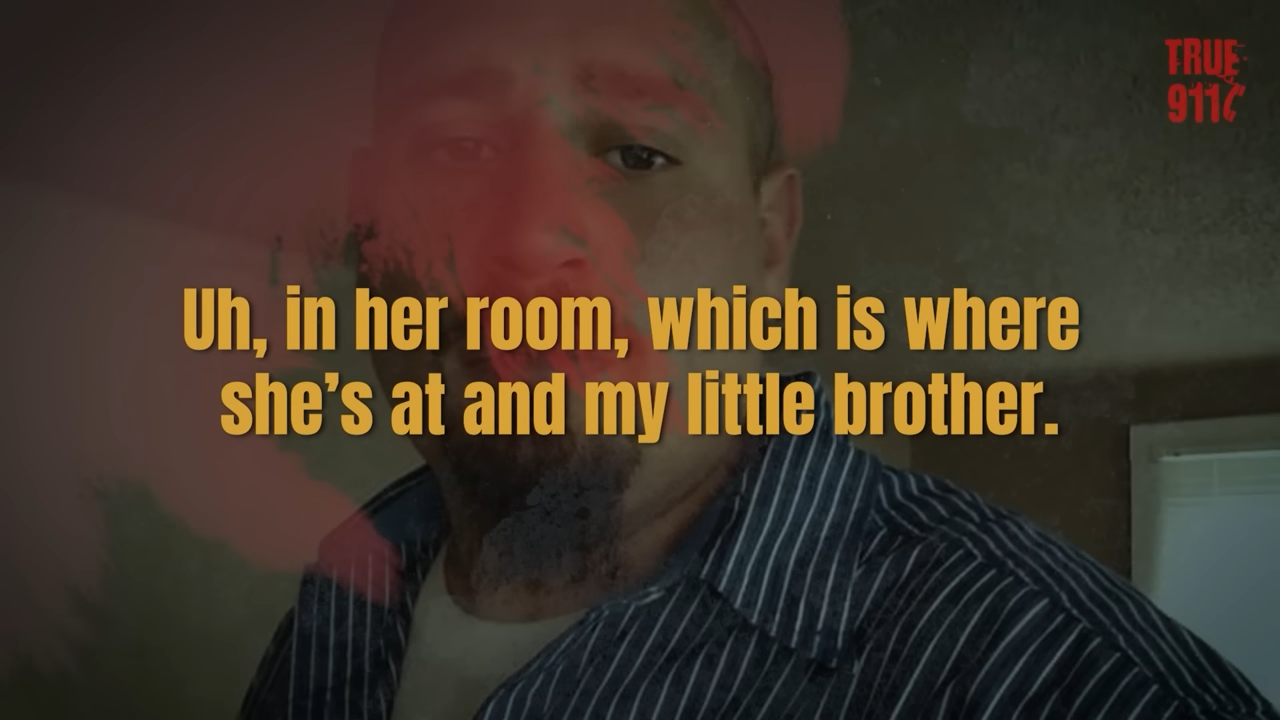 TRUE
911
Uh, in her room, which is where
she’s at and my little brother.